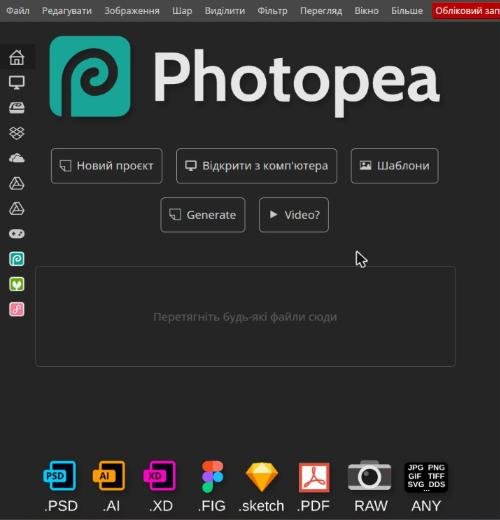 Файл Редагувати Зображення Шар Виділити Фільтр Перегляд Вікно Більше Обліковий зап
Photopea
Новий проєкт Відкрити з комп'ютера Шаблони
Generate Video?
Перетягніть будь-які файли сюди
PSD AI XD JPG PNG
GIF TIFF
SVG DDS
...
.PSD .AI .XD .FIG .sketch .PDF RAW ANY